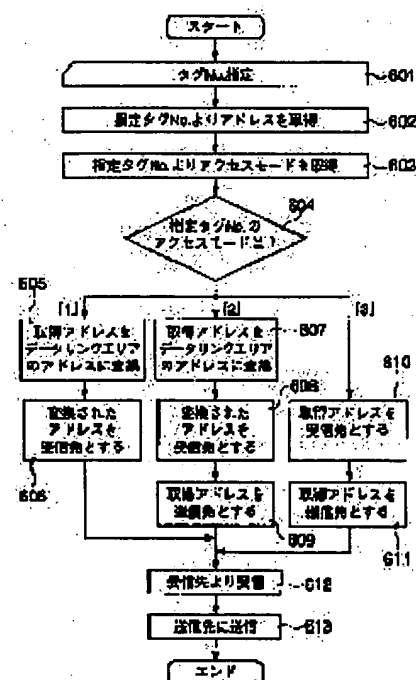 スタート
タグNo.指定
601
指定タグNo.よりアドレスを取得
602
指定タグNo.よりアクセスモードを取得
603
指定タグNo.の
アクセスモードは?
604
「1」
「2」
「3」
605
取得アドレスを
データリンクエリア
のアドレスに変換
取得アドレスを
データリンクエリア
のアドレスに変換
607
610
変換された
アドレスを
受信先とする
606
変換された
アドレスを
受信先とする
608
取得アドレスを
受信先とする
取得アドレスを
送信先とする
609
取得アドレスを
送信先とする
611
受信先より受信
612
送信先に送信
613
エンド